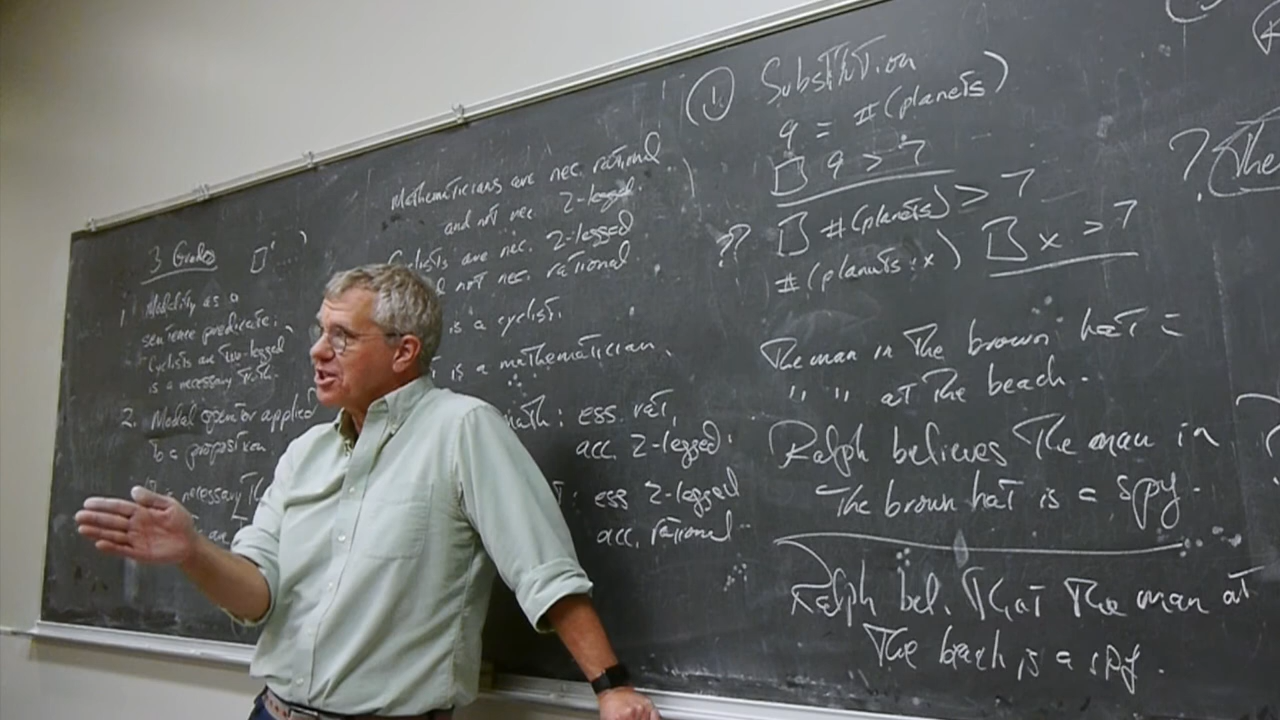 3 Grades □'...')
1 Modality as a
sentence predicate.
Cyclists are two-legged
is a necessary truth.
2. Modal operator applied
to a proposition
is necessary
an
Mathematicians are nec rational
and not nec. 2-legged
Cyclists are nec. 2-legged
not nec. rational.
is a cyclist.
is a mathematician.
math: ess. rat.
acc. 2-legged.
: ess 2-legged
acc. rational
① Substitution
9 = #(planets)
□ 9 > 7
?? □ #(planets) > 7
#(planets:x) □ x > 7
The man in The brown hat =
" " at The beach.
Ralph believes The man in
The brown hat is a spy.
Ralph bel. That The man at
The beach is a spy.
? The